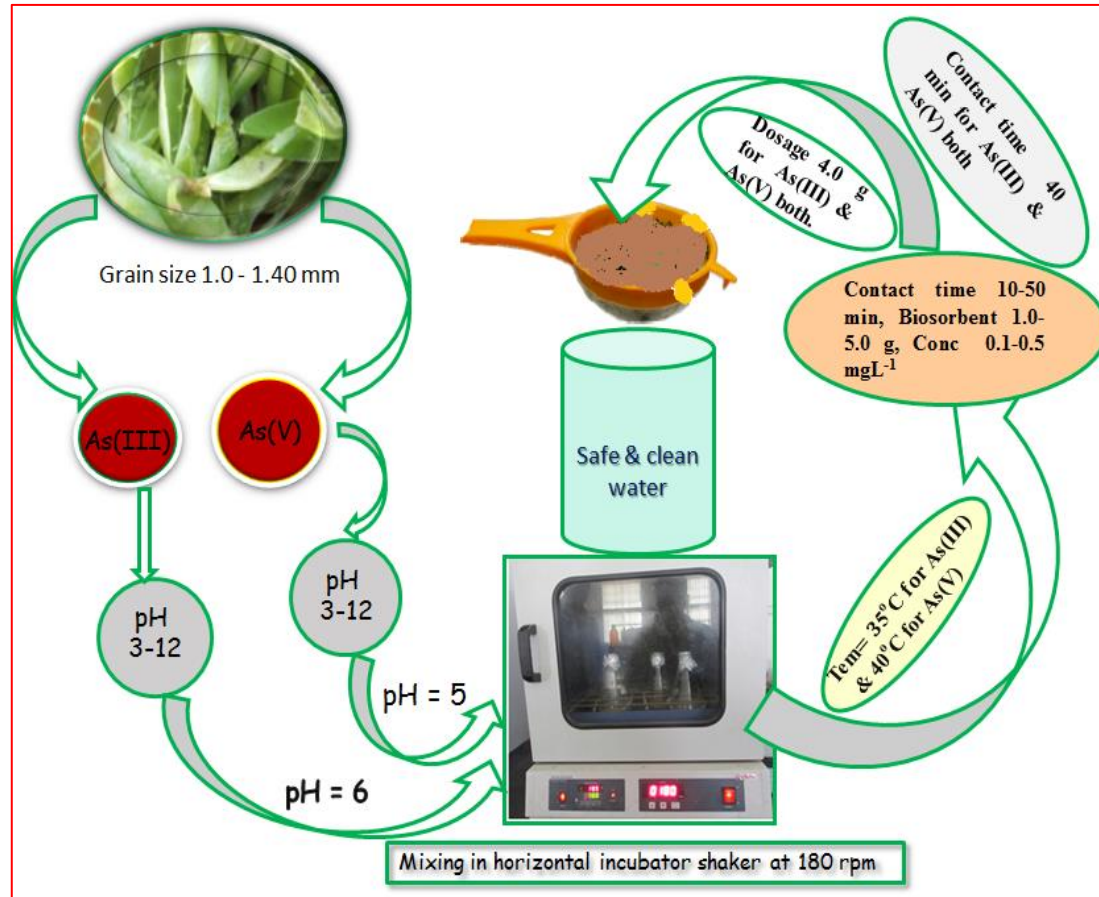 Grain size 1.0 - 1.40 mm
As(III)
As(V)
pH
3-12
pH
3-12
pH = 5
pH = 6
Mixing in horizontal incubator shaker at 180 rpm
0180
Tem= 35°C for As(III)
& 40°C for As(V)
Contact time 10-50
min, Biosorbent 1.0-
5.0 g, Conc 0.1-0.5
mgL⁻¹
Contact time 40
min for As(III) &
As(V) both
Dosage 4.0 g
for As(III) &
As(V) both.
Safe & clean
water